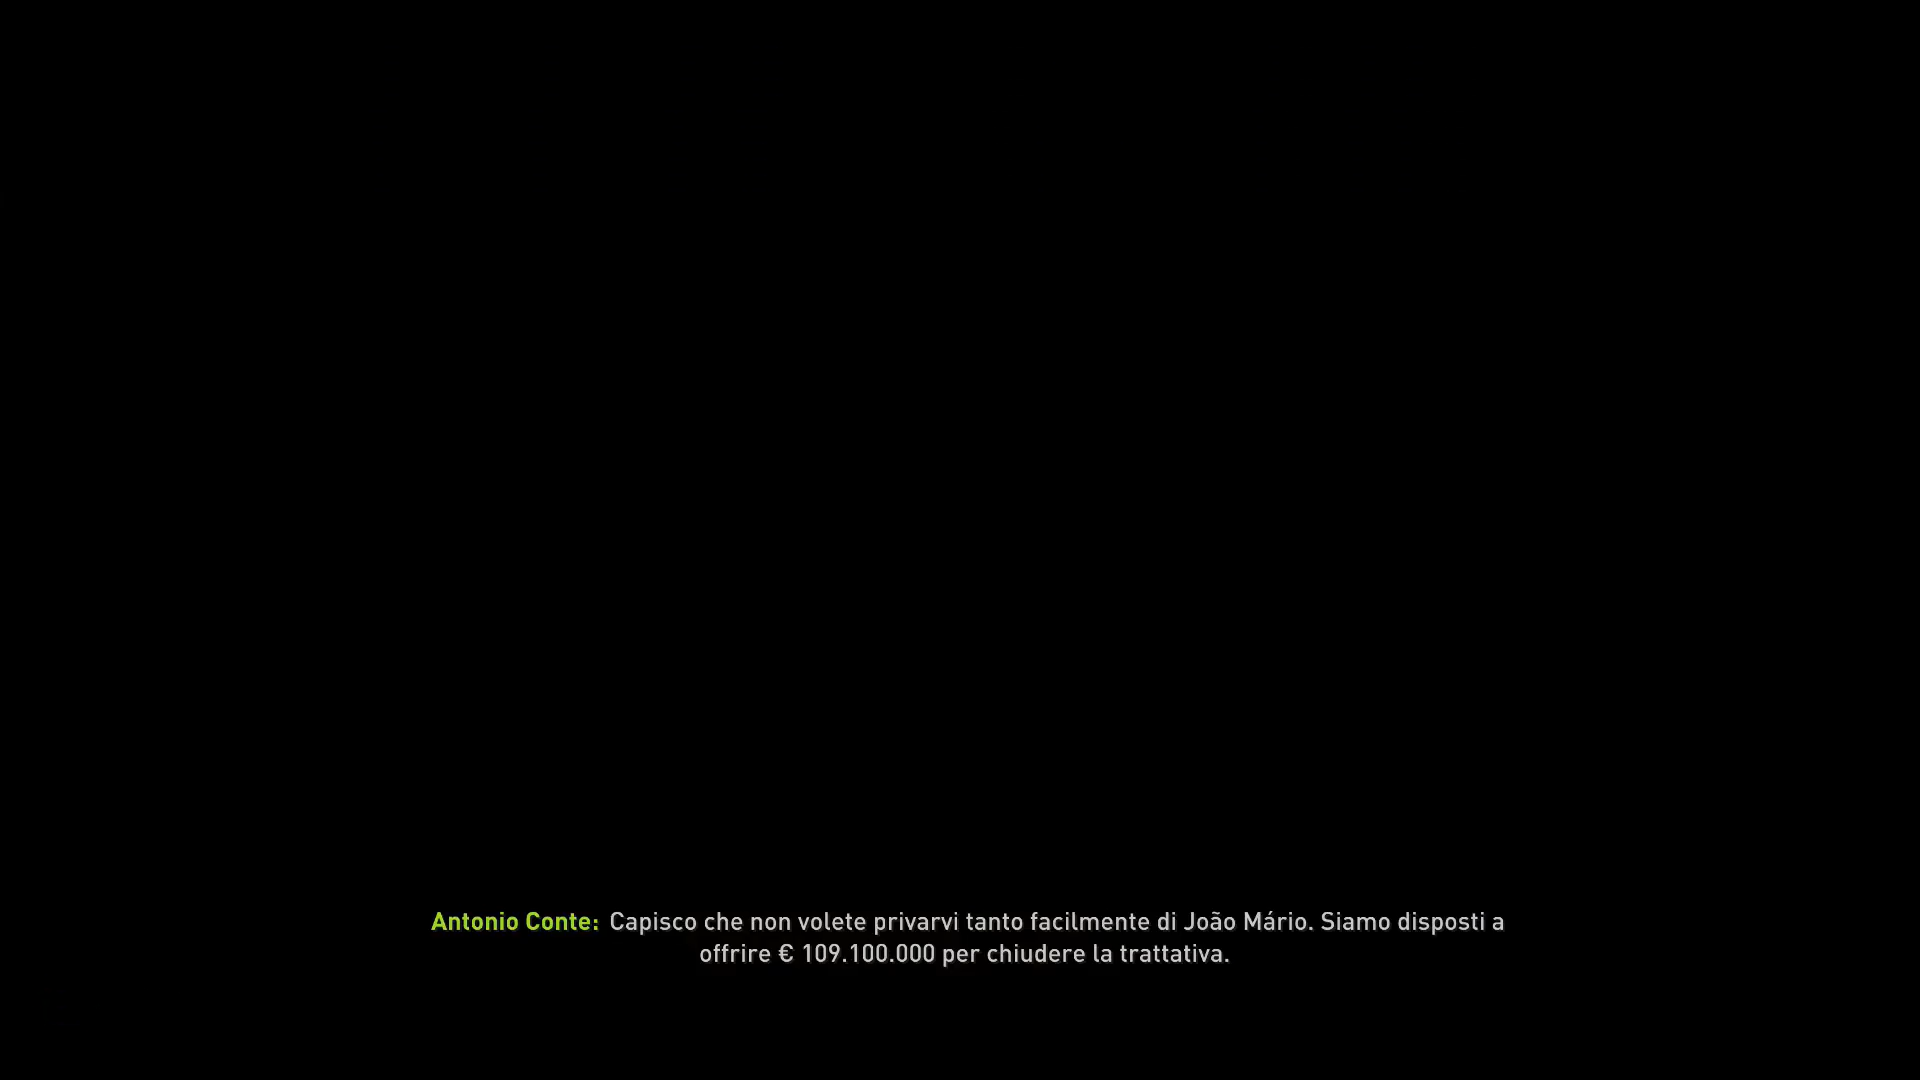 Antonio Conte: Capisco che non volete privarvi tanto facilmente di João Mário. Siamo disposti a
offrire € 109.100.000 per chiudere la trattativa.